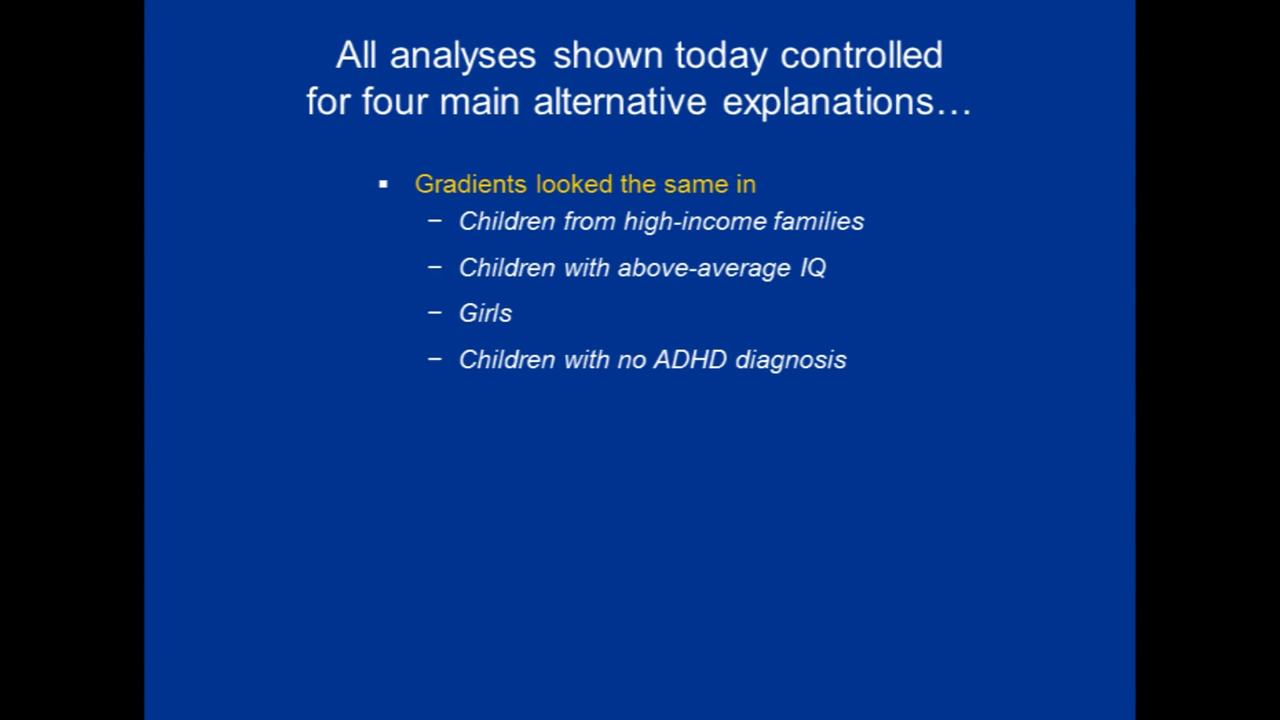 All analyses shown today controlled
for four main alternative explanations…
▪ Gradients looked the same in
– Children from high-income families
– Children with above-average IQ
– Girls
– Children with no ADHD diagnosis